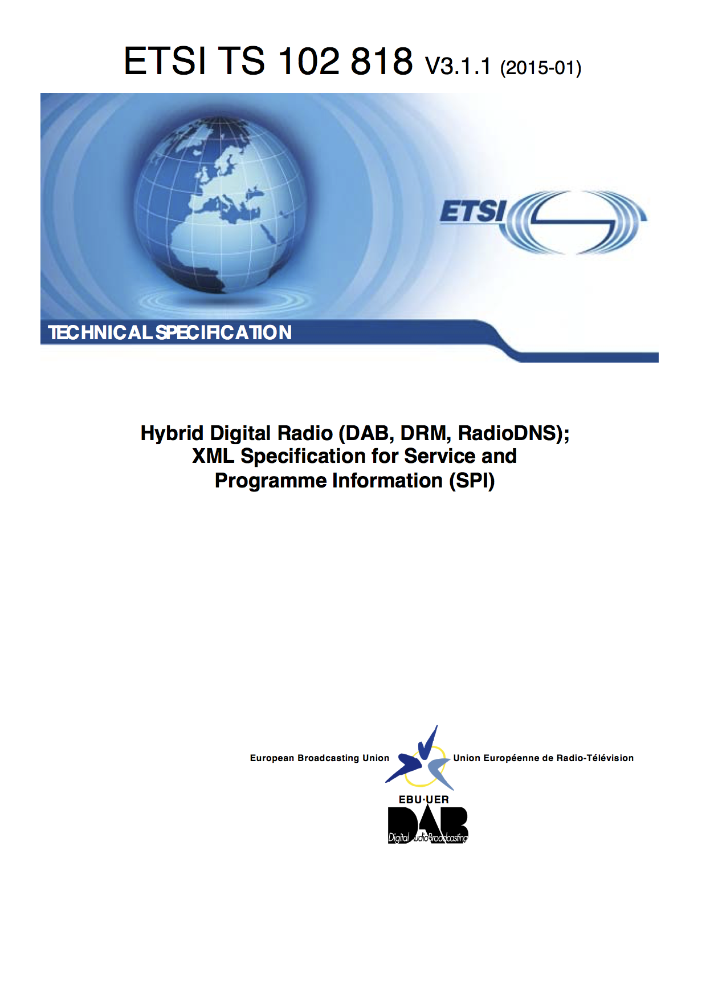 ETSI TS 102 818 V3.1.1 (2015-01)
ETSI
TECHNICAL SPECIFICATION
Hybrid Digital Radio (DAB, DRM, RadioDNS);
XML Specification for Service and
Programme Information (SPI)
European Broadcasting Union
Union Européenne de Radio-Télévision
EBU·UER
DAB
Digital AudioBroadcasting